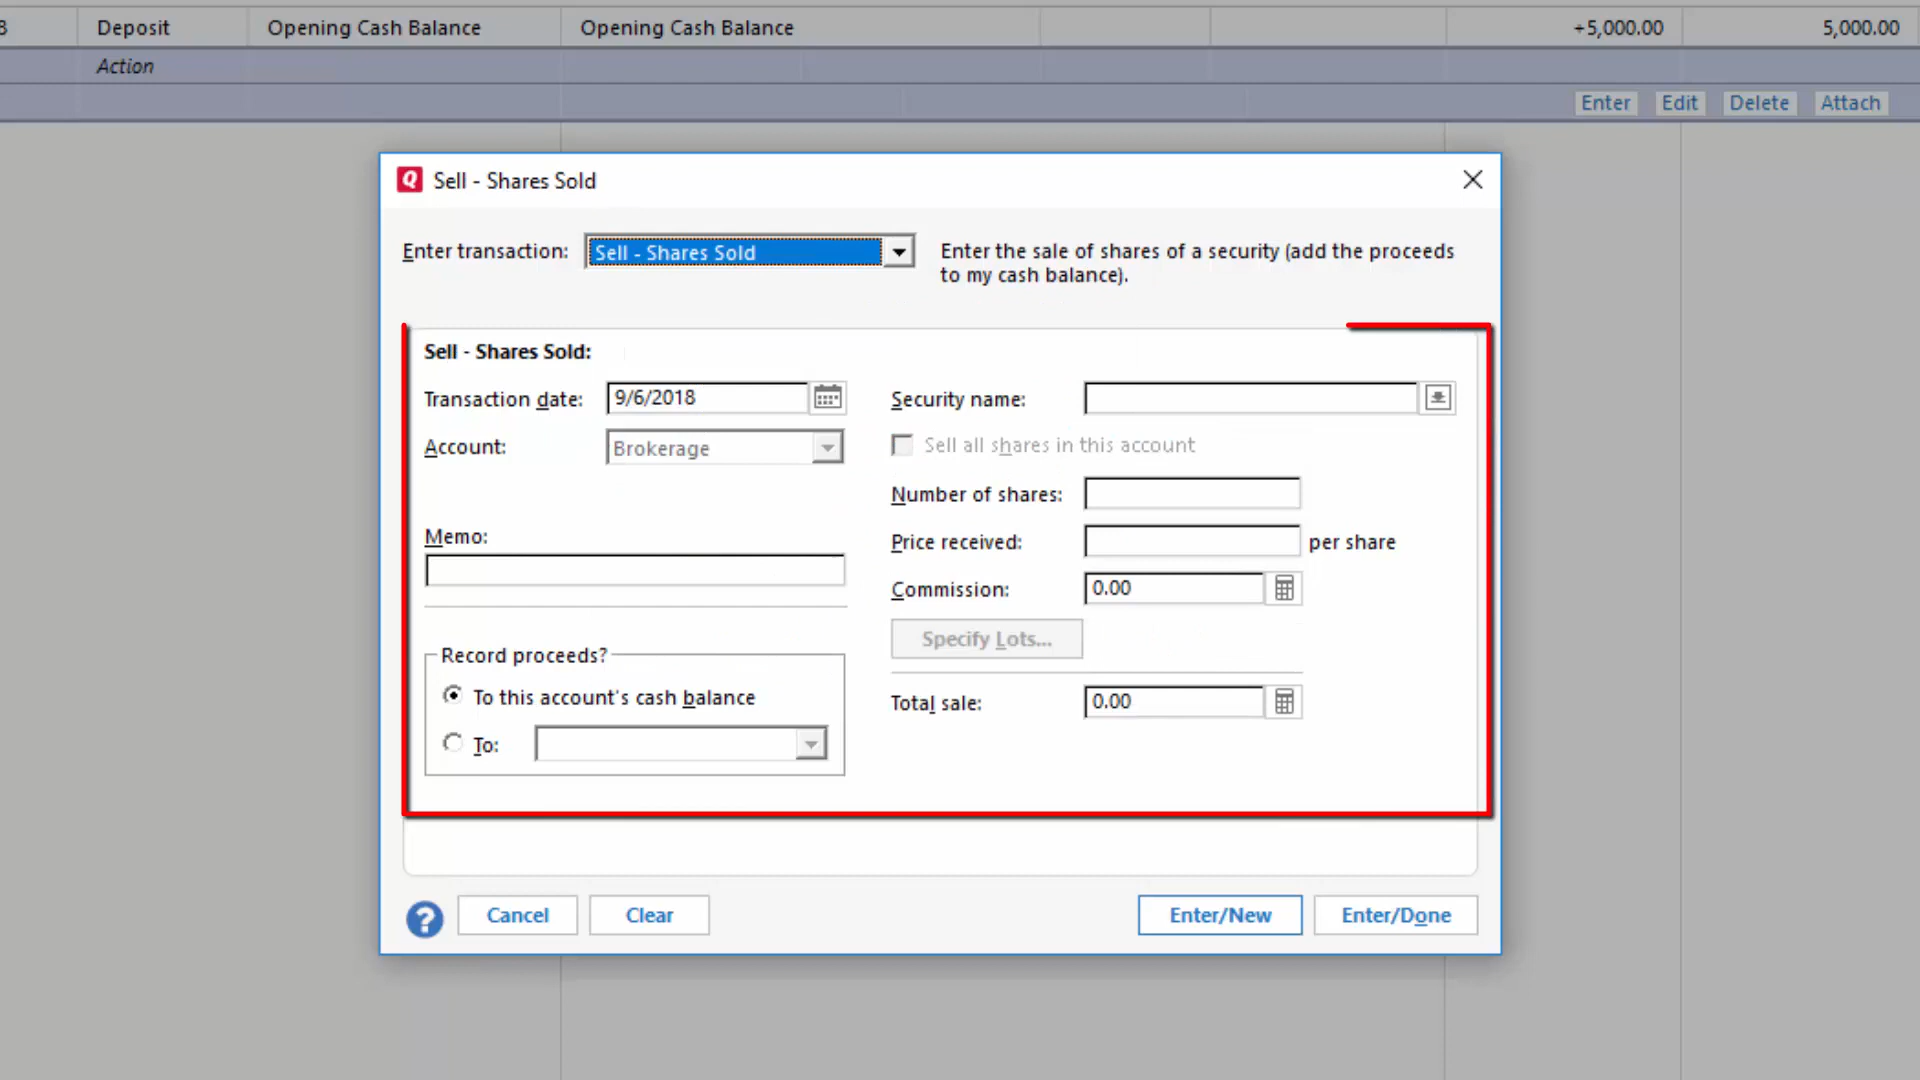 8 Deposit Opening Cash Balance Opening Cash Balance +5,000.00 5,000.00
Action
Enter Edit Delete Attach
Q Sell - Shares Sold
Enter transaction: Sell - Shares Sold
Enter the sale of shares of a security (add the proceeds
to my cash balance).
Sell - Shares Sold:
Transaction date: 9/6/2018
Account: Brokerage
Memo:
Record proceeds?
To this account's cash balance
To:
Security name:
Sell all shares in this account
Number of shares:
Price received: per share
Commission: 0.00
Specify Lots...
Total sale: 0.00
? Cancel Clear Enter/New Enter/Done